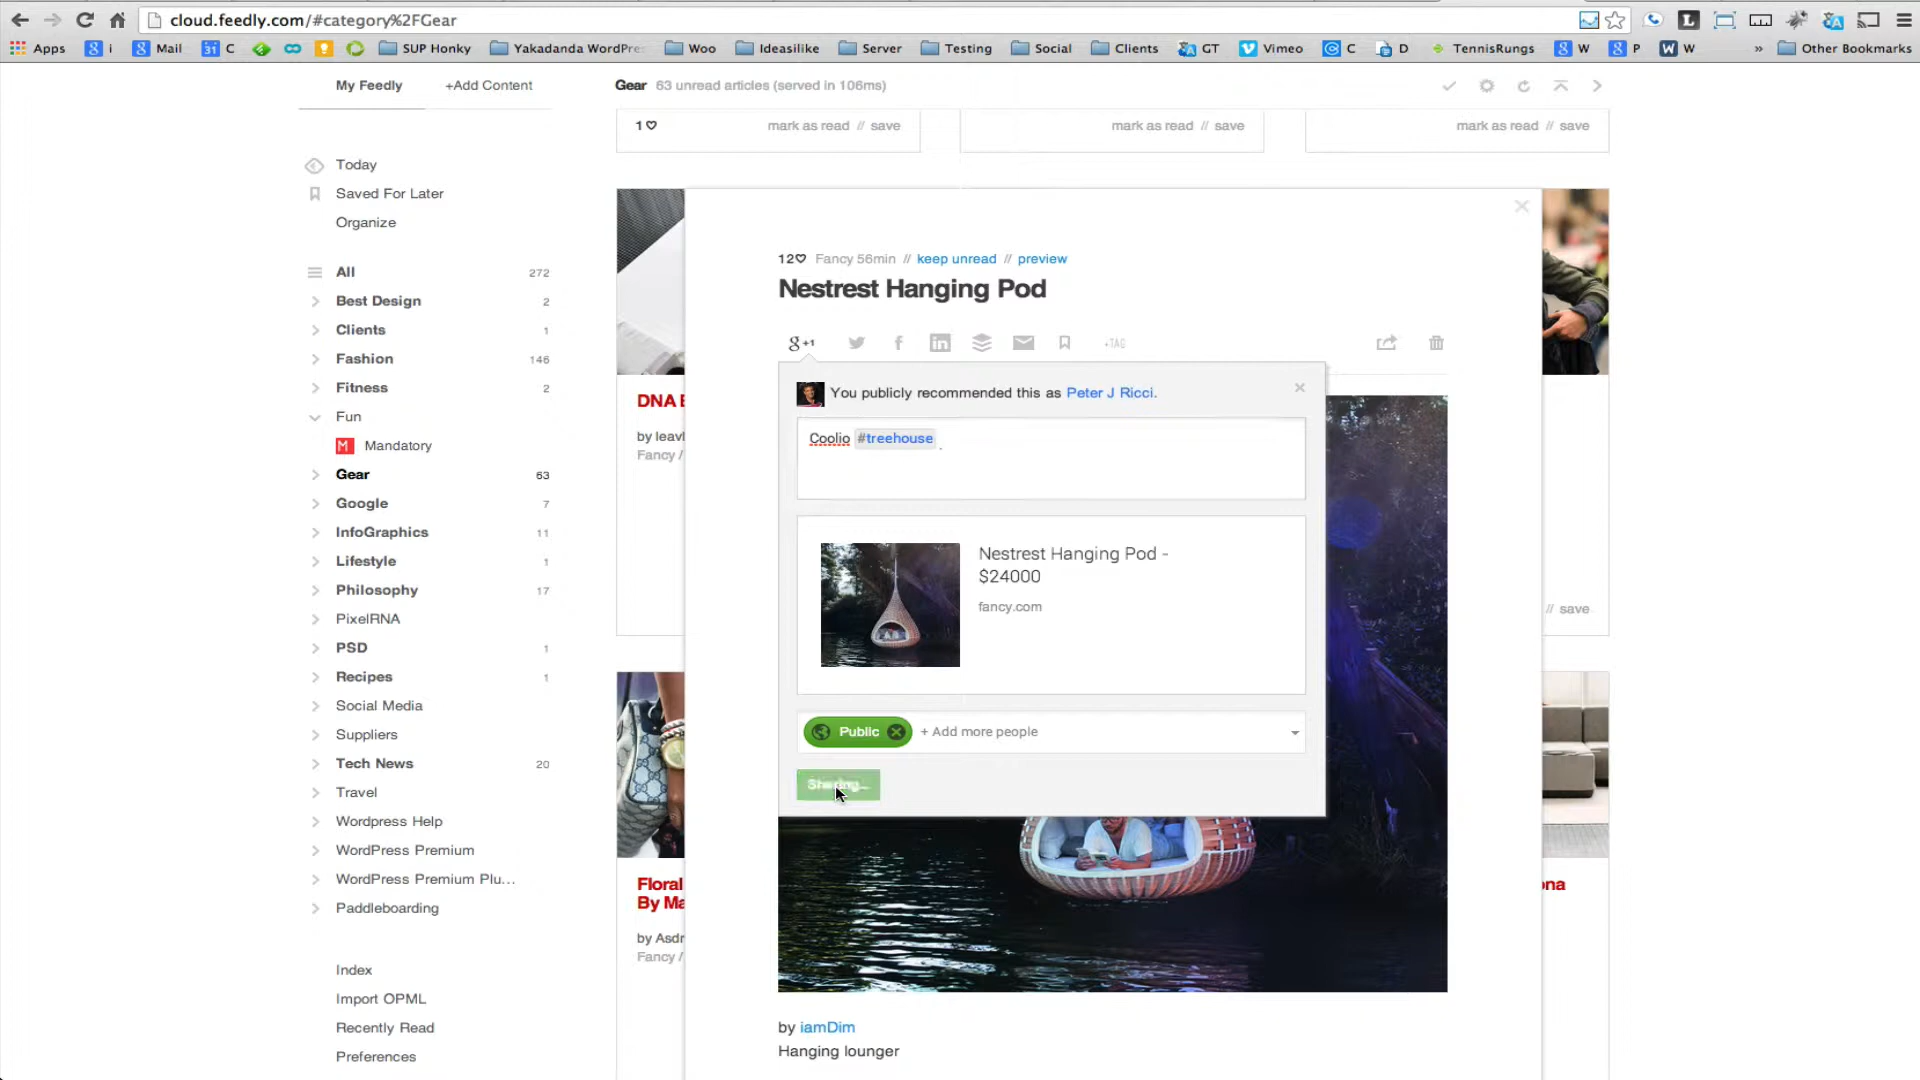 cloud.feedly.com/#category%2FGear
Apps i Mail C SUP Honky Yakadanda WordPre Woo Ideasilike Server Testing Social Clients GT Vimeo C D TennisRungs W P W » Other Bookmarks
My Feedly +Add Content
Gear 63 unread articles (served in 106ms)
1 mark as read // save
mark as read // save
mark as read // save
Today
Saved For Later
Organize
All 272
Best Design 2
Clients 1
Fashion 146
Fitness 2
Fun
M Mandatory
Gear 63
Google 7
InfoGraphics 11
Lifestyle 1
Philosophy 17
PixelRNA
PSD 1
Recipes 1
Social Media
Suppliers
Tech News 20
Travel
Wordpress Help
WordPress Premium
WordPress Premium Plu...
Paddleboarding
Index
Import OPML
Recently Read
Preferences
DNA
Fancy /
// save
Floral
Fancy /
12 Fancy 56min // keep unread // preview
Nestrest Hanging Pod
g+1 +TAG
You publicly recommended this as Peter J Ricci.
Coolio #treehouse .
Nestrest Hanging Pod -
$24000
fancy.com
Public + Add more people
Sharing...
by iamDim
Hanging lounger